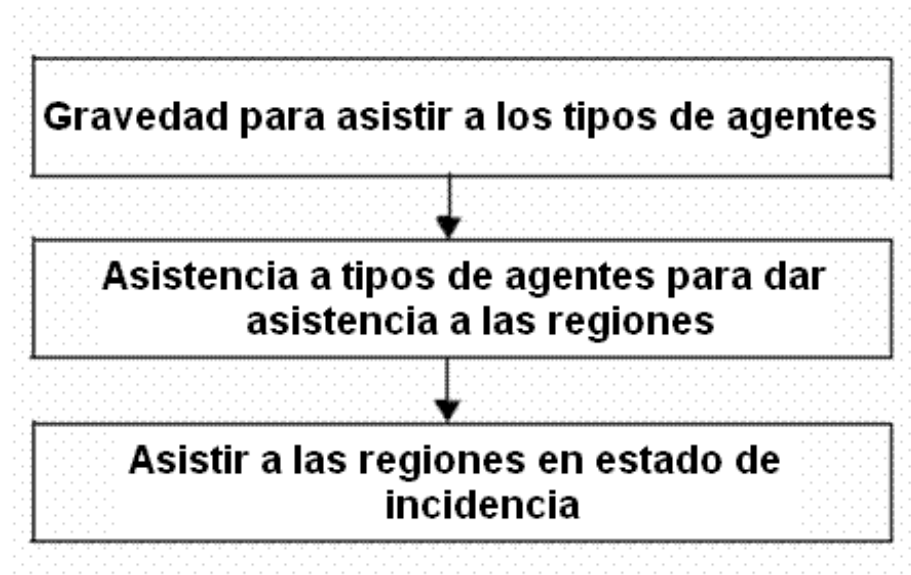 Gravedad para asistir a los tipos de agentes
Asistencia a tipos de agentes para dar
asistencia a las regiones
Asistir a las regiones en estado de
incidencia